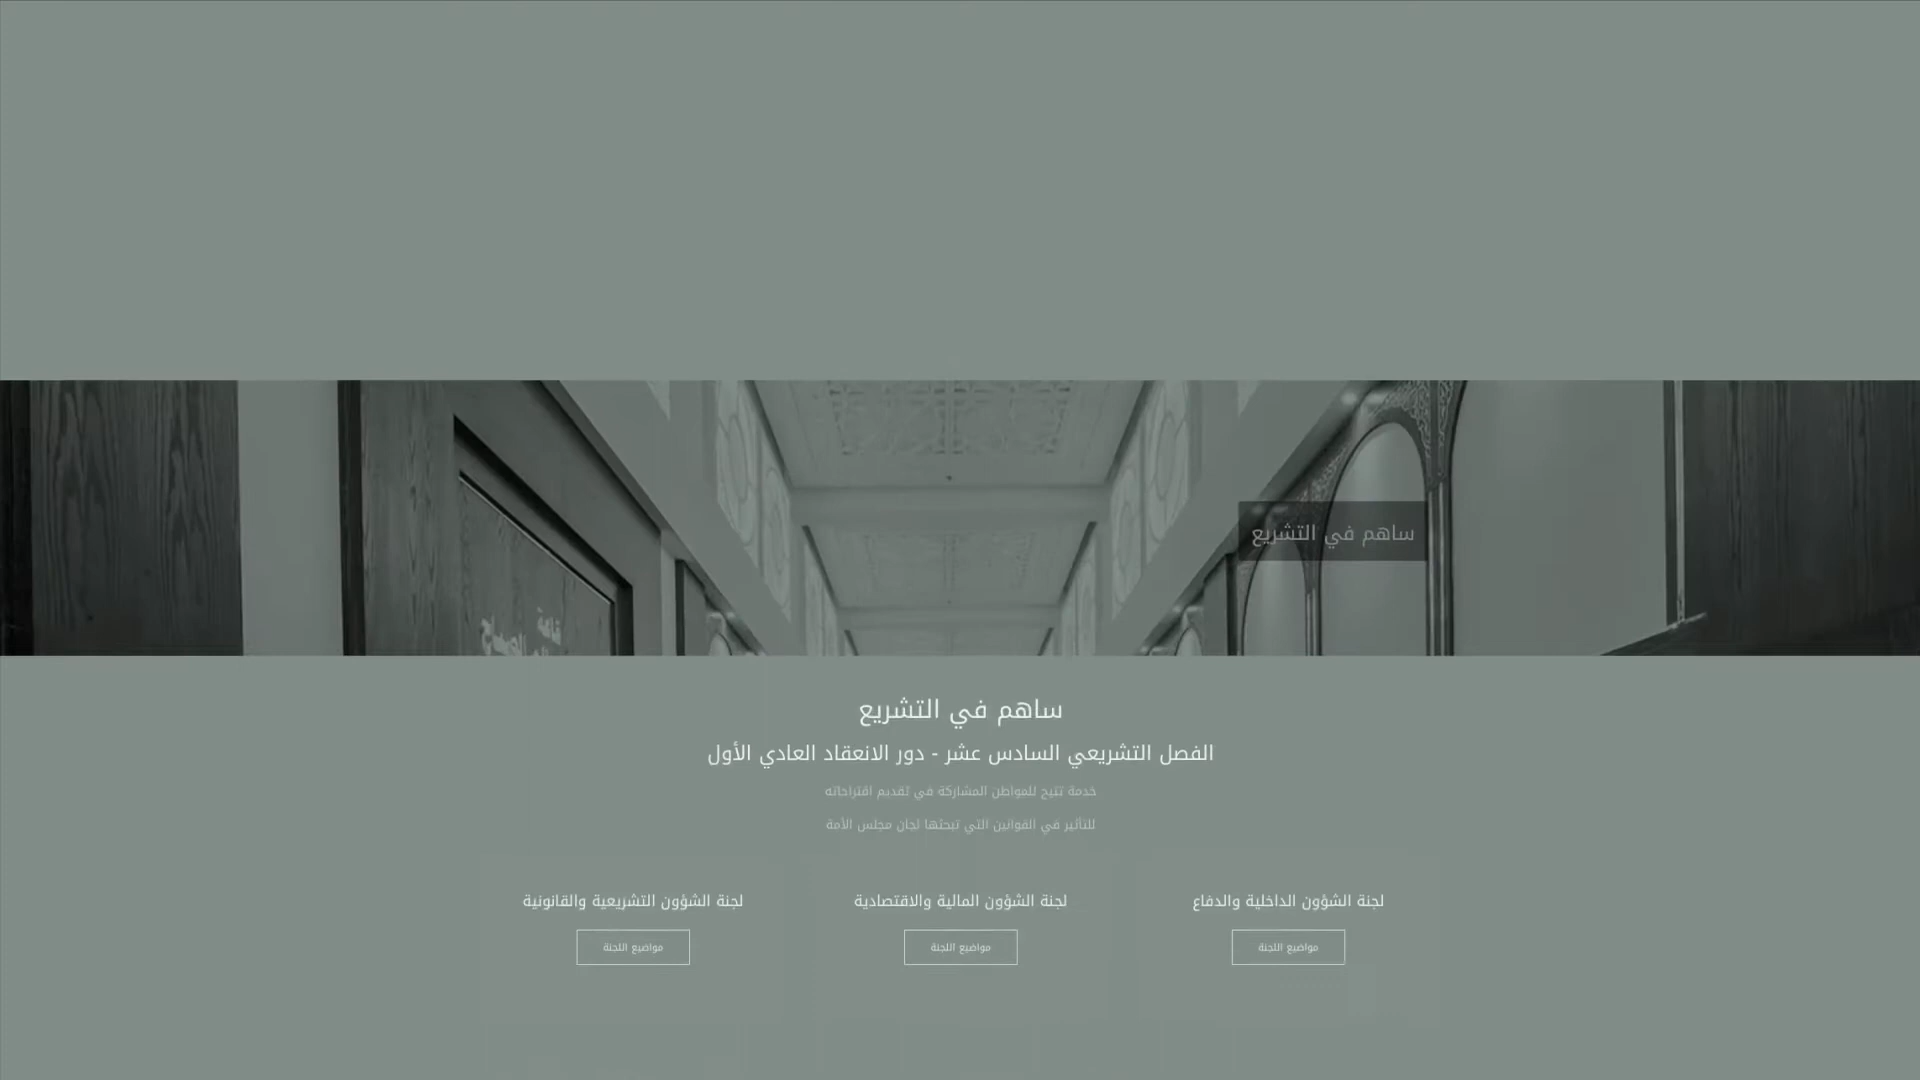 ساهم في التشريع
ساهم في التشريع
الفصل التشريعي السادس عشر - دور الانعقاد العادي الأول
خدمة تتيح للمواطن المشاركة في تقديم اقتراحاته
للتأثير في القوانين التي تبحثها لجان مجلس الأمة
لجنة الشؤون الداخلية والدفاع
لجنة الشؤون المالية والاقتصادية
لجنة الشؤون التشريعية والقانونية
مواضيع اللجنة
مواضيع اللجنة
مواضيع اللجنة